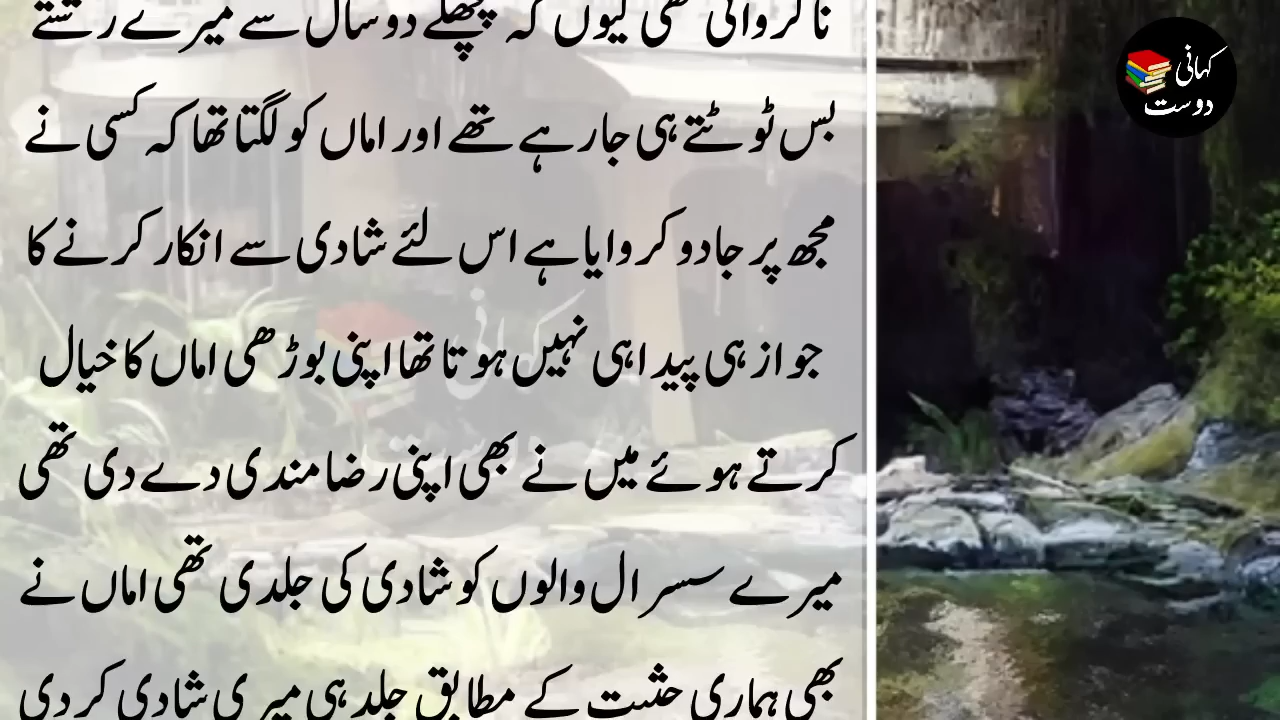 نا کروائی تھی کیوں کہ پچھلے دو سال سے میرے رشتے
بس ٹوٹتے ہی جارہے تھے اور اماں کو لگتا تھا کہ کسی نے
مجھ پر جادو کروایا ہے اس لئے شادی سے انکار کرنے کا
جواز ہی پیدا ہی نہیں ہوتا تھا اپنی بوڑھی اماں کا خیال
کرتے ہوئے میں نے بھی اپنی رضا مندی دے دی تھی
میرے سسرال والوں کو شادی کی جلدی تھی اماں نے
بھی ہماری حثیت کے مطابق جلد ہی میری شادی کر دی
کہانی
دوست